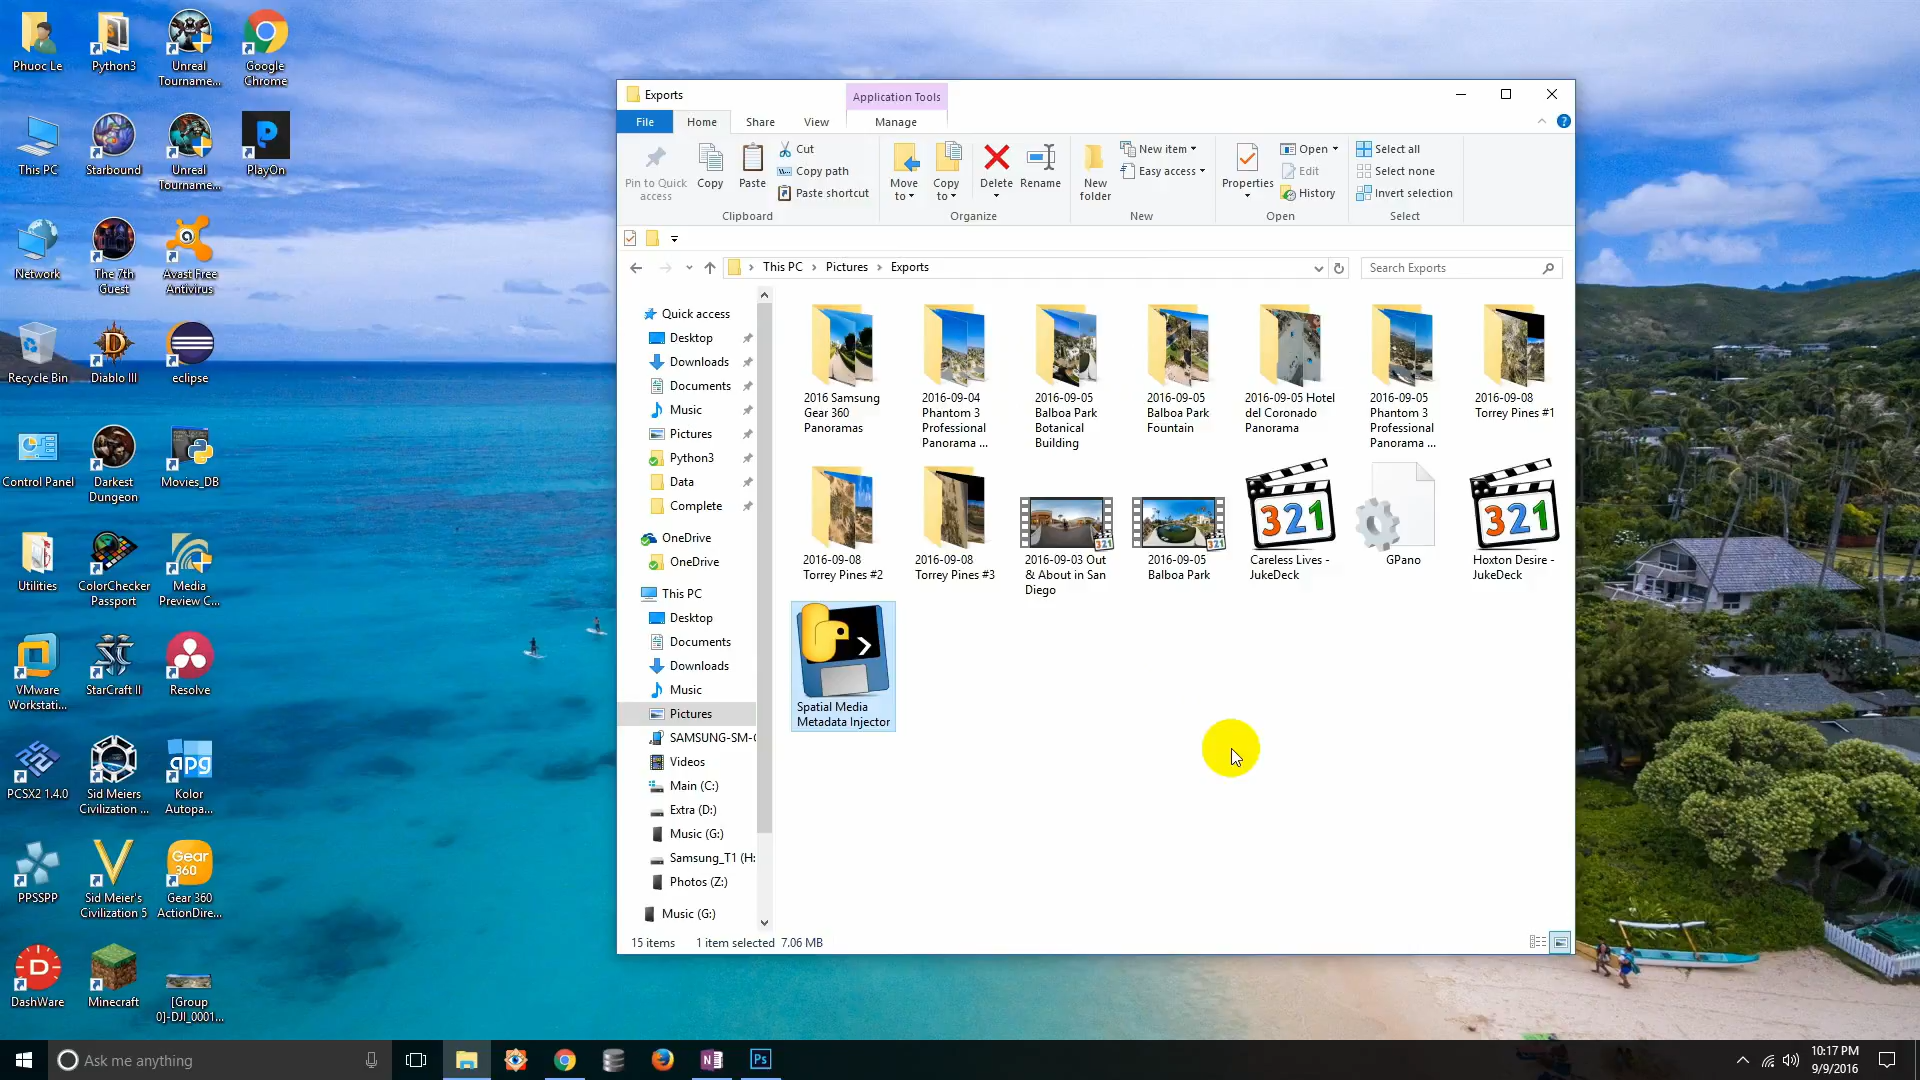 Phuoc Le
Python3
Unreal
Tourname...
Google
Chrome
This PC
Starbound
Unreal
Tourname...
PlayOn
Network
The 7th
Guest
Avast Free
Antivirus
Recycle Bin
Diablo III
eclipse
Control Panel
Darkest
Dungeon
Movies_DB
Utilities
ColorChecker
Passport
Media
Preview C...
VMware
Workstati...
StarCraft II
Resolve
PCSX2 1.4.0
Sid Meiers
Civilization ...
apg
Kolor
Autopa...
PPSSPP
Sid Meier's
Civilization 5
Gear
360
Gear 360
ActionDire...
DashWare
Minecraft
[Group
0]-DJI_0001...
Exports
Application Tools
File
Home
Share
View
Manage
Pin to Quick
access
Copy
Paste
Cut
Copy path
Paste shortcut
Clipboard
Move
to
Copy
to
Delete
Rename
Organize
New
folder
New item
Easy access
New
Properties
Open
Edit
History
Open
Select all
Select none
Invert selection
Select
This PC > Pictures > Exports
Search Exports
Quick access
Desktop
Downloads
Documents
Music
Pictures
Python3
Data
Complete
OneDrive
OneDrive
This PC
Desktop
Documents
Downloads
Music
Pictures
SAMSUNG-SM-
Videos
Main (C:)
Extra (D:)
Music (G:)
Samsung_T1 (H:
Photos (Z:)
Music (G:)
2016 Samsung
Gear 360
Panoramas
2016-09-04
Phantom 3
Professional
Panorama ...
2016-09-05
Balboa Park
Botanical
Building
2016-09-05
Balboa Park
Fountain
2016-09-05 Hotel
del Coronado
Panorama
2016-09-05
Phantom 3
Professional
Panorama ...
2016-09-08
Torrey Pines #1
2016-09-08
Torrey Pines #2
2016-09-08
Torrey Pines #3
321
2016-09-03 Out
& About in San
Diego
321
2016-09-05
Balboa Park
321
Careless Lives -
JukeDeck
GPano
321
Hoxton Desire -
JukeDeck
Spatial Media
Metadata Injector
15 items
1 item selected 7.06 MB
Ask me anything
N
Ps
10:17 PM
9/9/2016